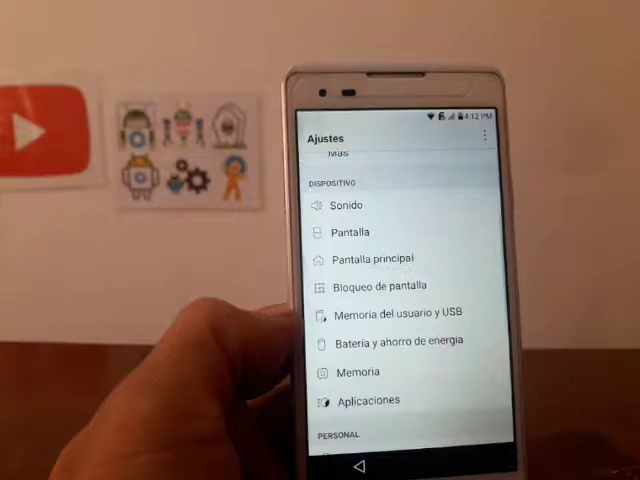 4:12 PM
Ajustes
Más
DISPOSITIVO
Sonido
Pantalla
Pantalla principal
Bloqueo de pantalla
Memoria del usuario y USB
Batería y ahorro de energía
Memoria
Aplicaciones
PERSONAL